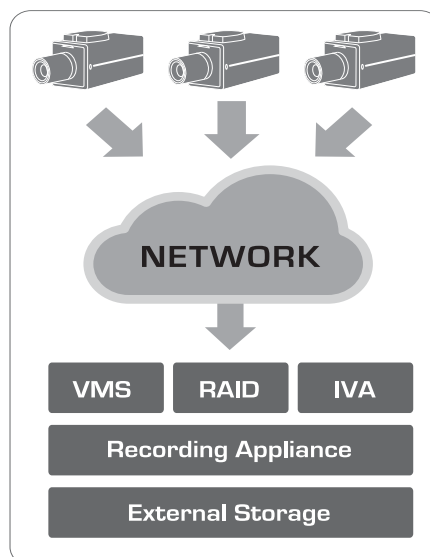 NETWORK
VMS RAID IVA
Recording Appliance
External Storage